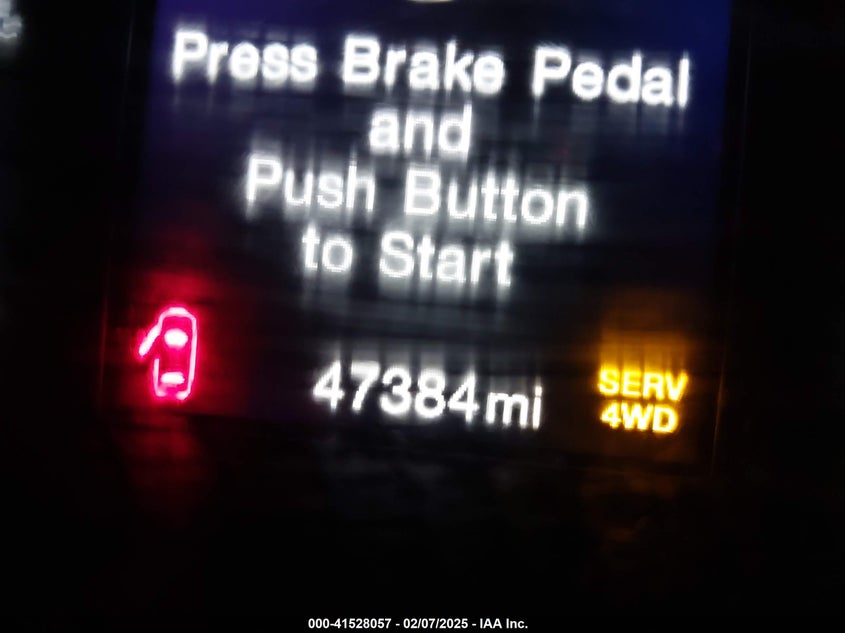 Press Brake Pedal
and
Push Button
to Start
47384mi
SERV
4WD
000-41528057 - 02/07/2025 - IAA Inc.